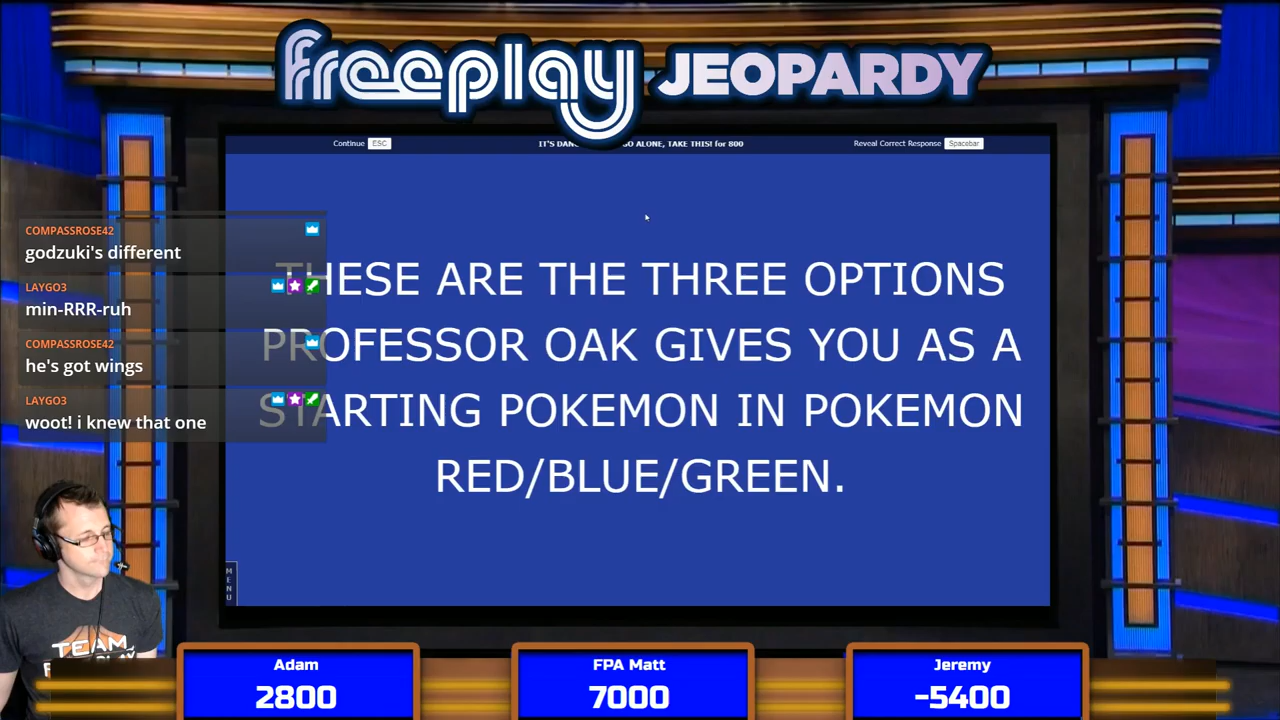 freeplay JEOPARDY
Continue ESC
IT'S DAN GO ALONE, TAKE THIS! for 800
Reveal Correct Response Spacebar
COMPASSROSE42
godzuki's different
LAYGO3
min-RRR-ruh
COMPASSROSE42
he's got wings
LAYGO3
woot! i knew that one
THESE ARE THE THREE OPTIONS
PROFESSOR OAK GIVES YOU AS A
STARTING POKEMON IN POKEMON
RED/BLUE/GREEN.
MENU
TEAM
Adam
2800
FPA Matt
7000
Jeremy
-5400